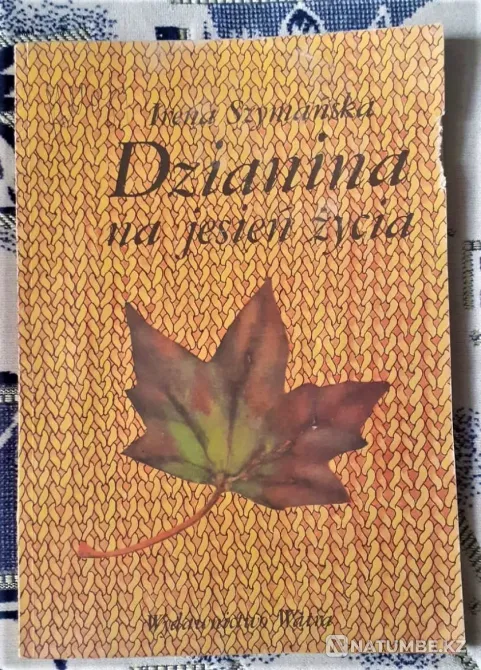 Irena Szymańska
Dzianina
na jesień życia
Wydawnictwo Watra
NATUMBE.KZ